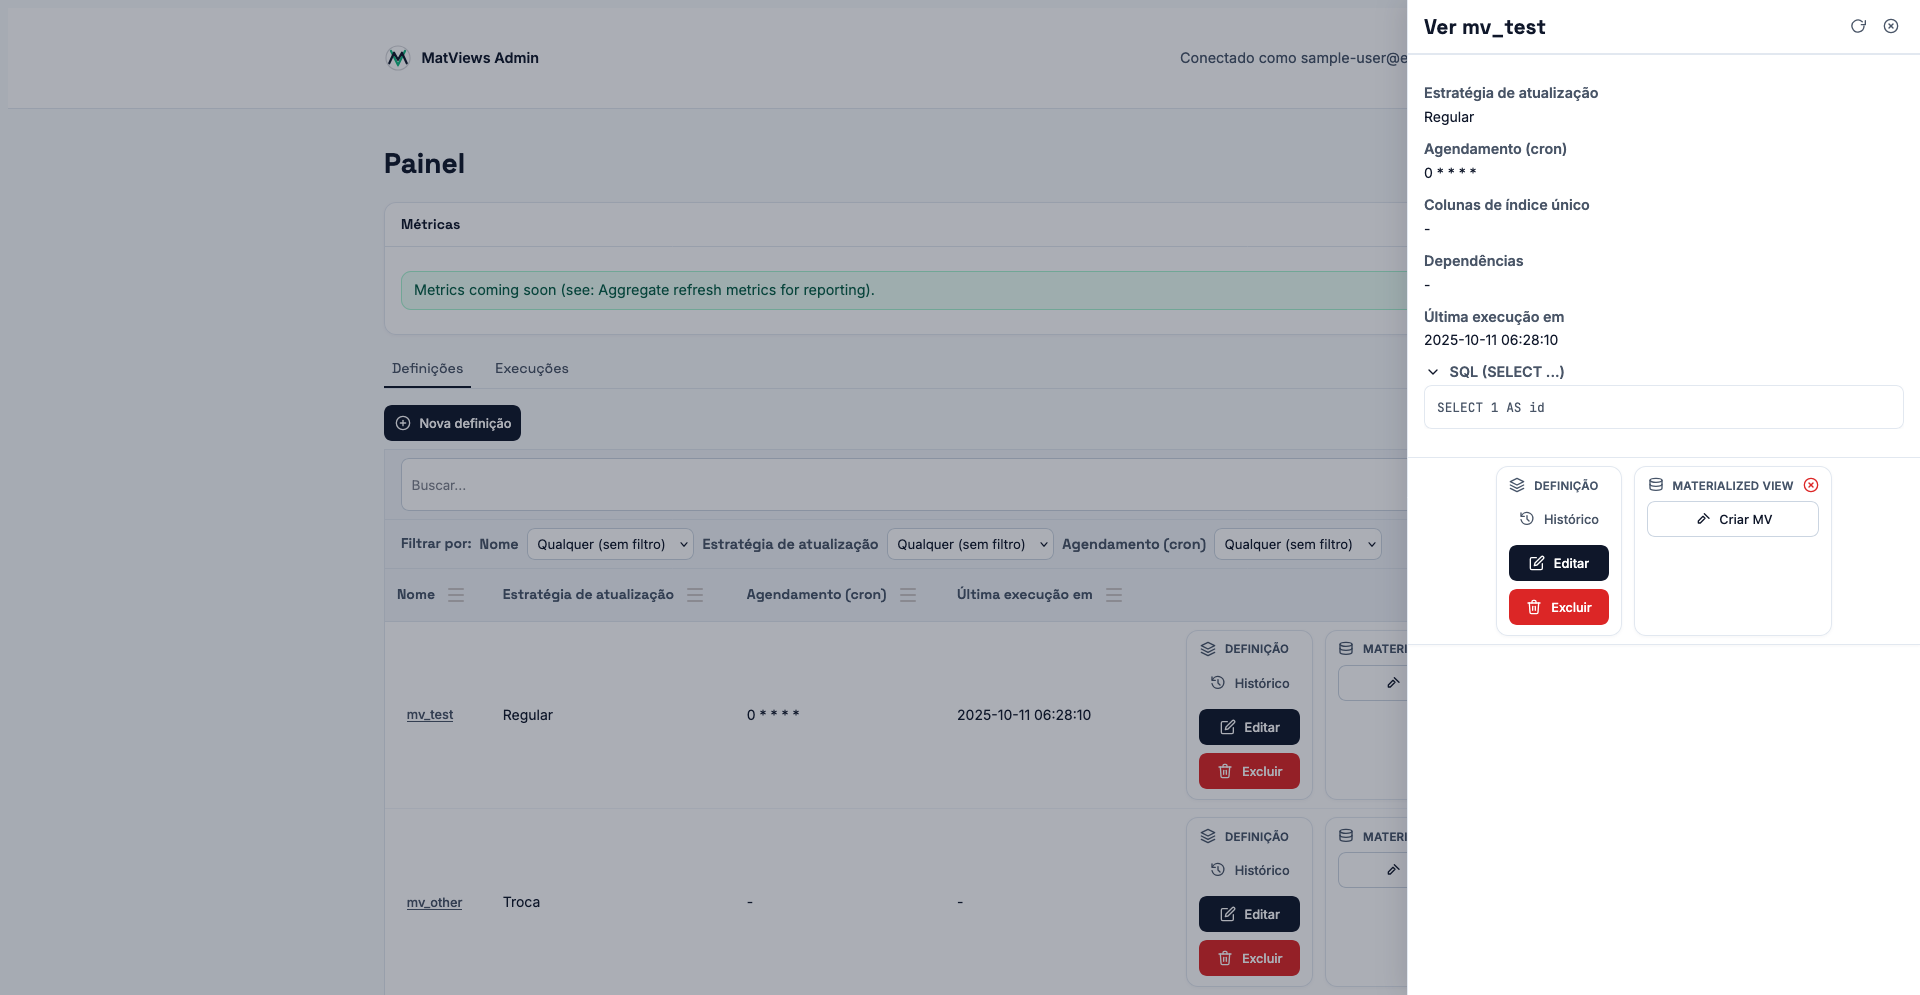 MatViews Admin
Conectado como sample-user@e
Painel
Métricas
Metrics coming soon (see: Aggregate refresh metrics for reporting).
Definições Execuções
Nova definição
Buscar...
Filtrar por: Nome Qualquer (sem filtro) Estratégia de atualização Qualquer (sem filtro) Agendamento (cron) Qualquer (sem filtro)
Nome Estratégia de atualização Agendamento (cron) Última execução em
mv_test Regular 0 * * * * 2025-10-11 06:28:10
DEFINIÇÃO
Histórico
Editar
Excluir
MATERI
mv_other Troca - -
DEFINIÇÃO
Histórico
Editar
Excluir
MATERI
Ver mv_test
Estratégia de atualização
Regular
Agendamento (cron)
0 * * * *
Colunas de índice único
-
Dependências
-
Última execução em
2025-10-11 06:28:10
SQL (SELECT ...)
SELECT 1 AS id
DEFINIÇÃO
Histórico
Editar
Excluir
MATERIALIZED VIEW
Criar MV